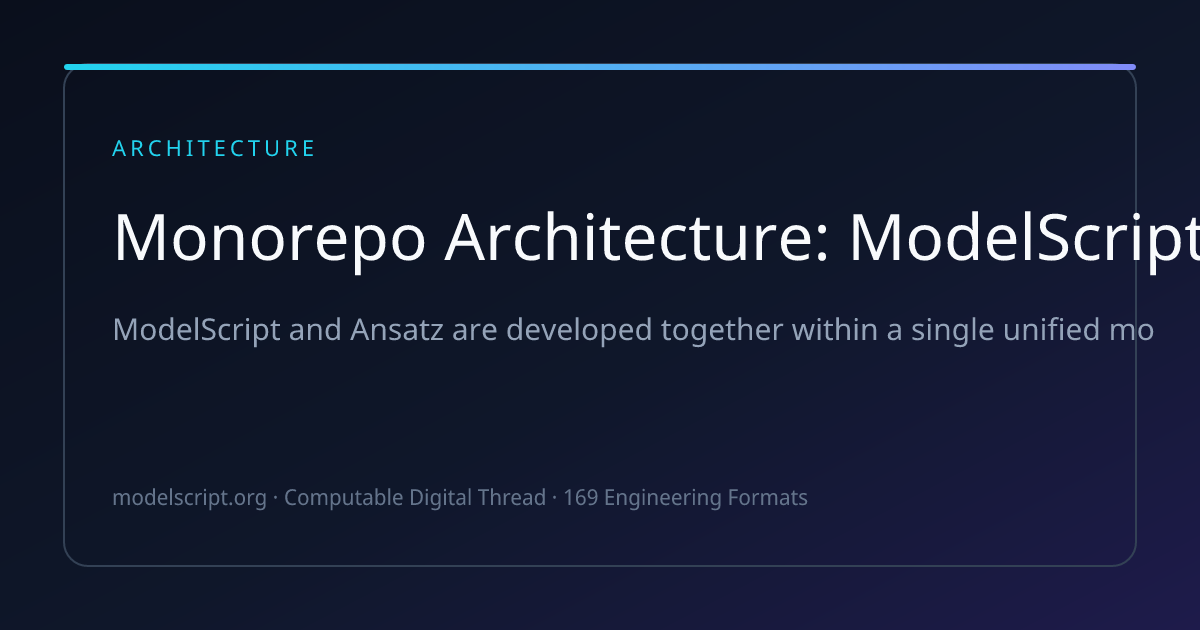 ARCHITECTURE
Monorepo Architecture: ModelScript
ModelScript and Ansatz are developed together within a single unified mo
modelscript.org · Computable Digital Thread · 169 Engineering Formats